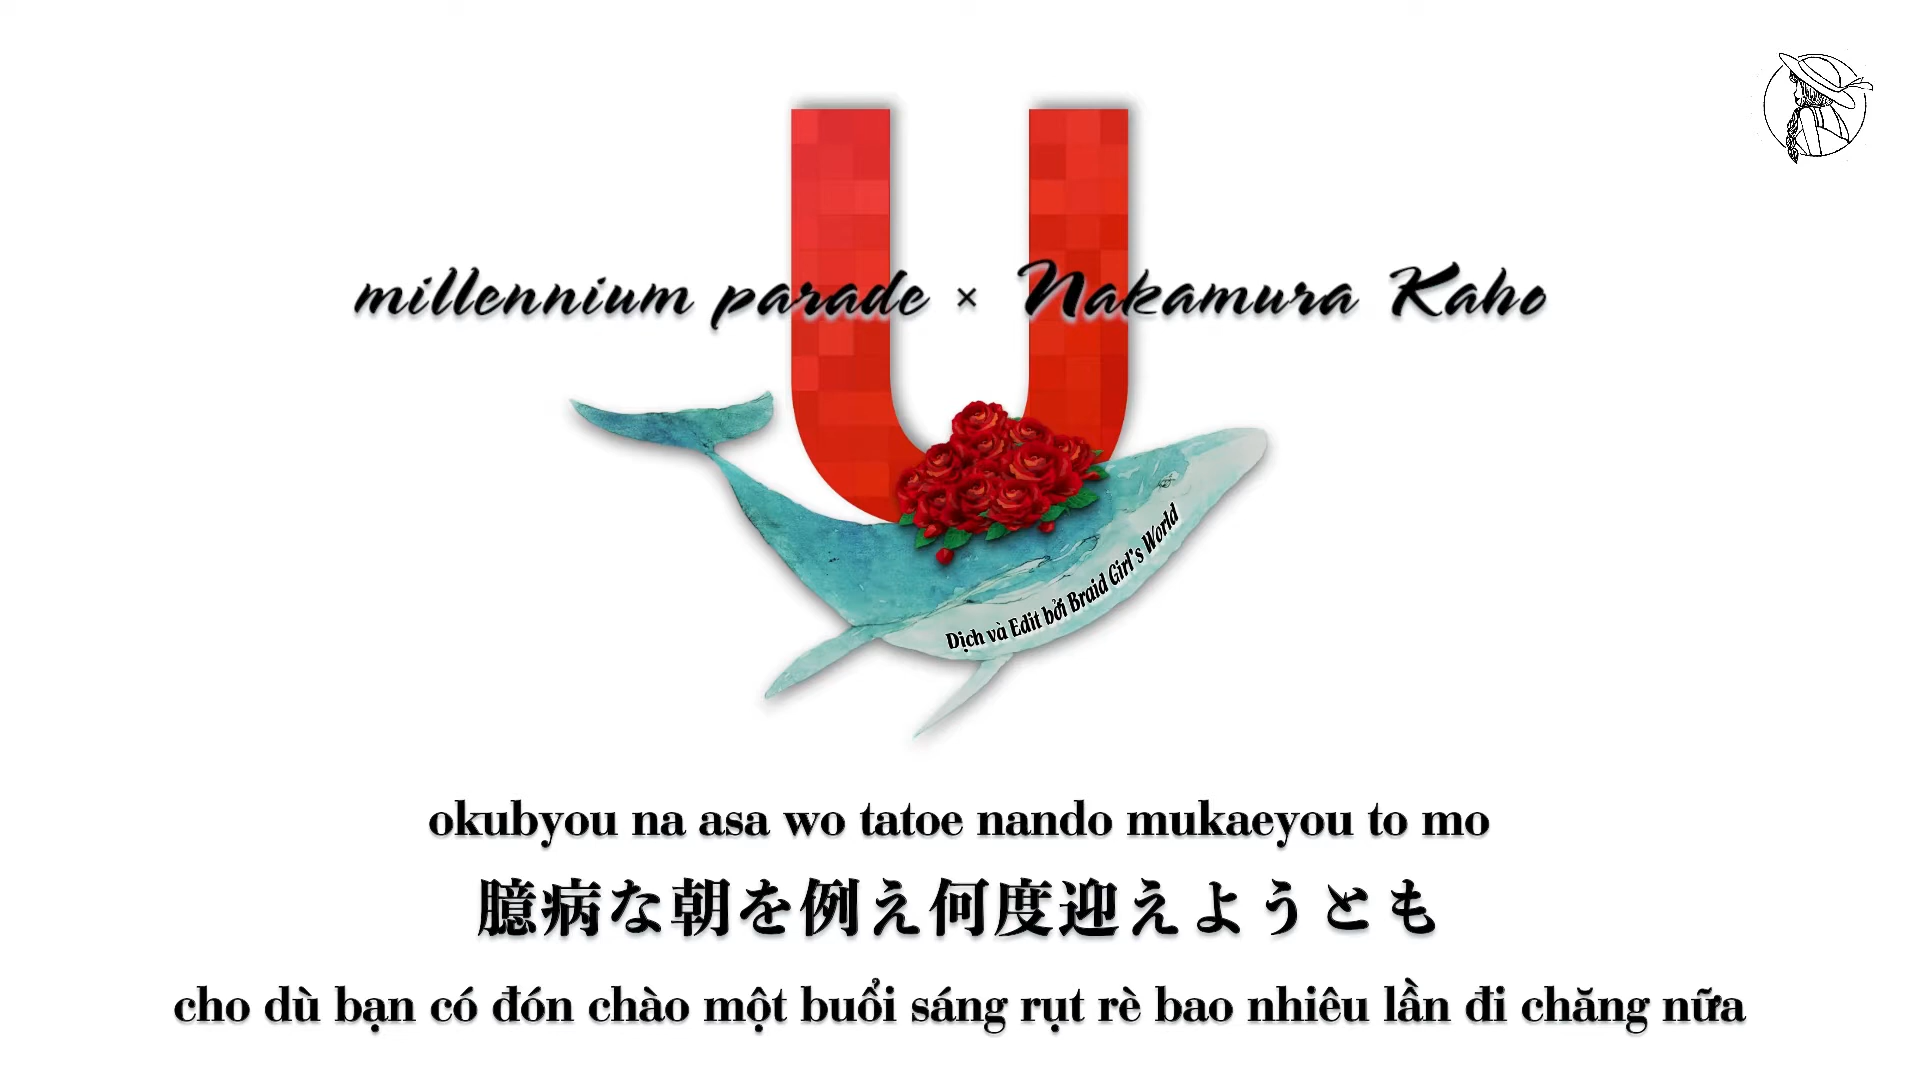 U
millennium parade × Nakamura Kaho
Dịch và Edit bởi Braid Girl's World
okubyou na asa wo tatoe nando mukaeyou to mo
臆病な朝を例え何度迎えようとも
cho dù bạn có đón chào một buổi sáng rụt rè bao nhiêu lần đi chăng nữa